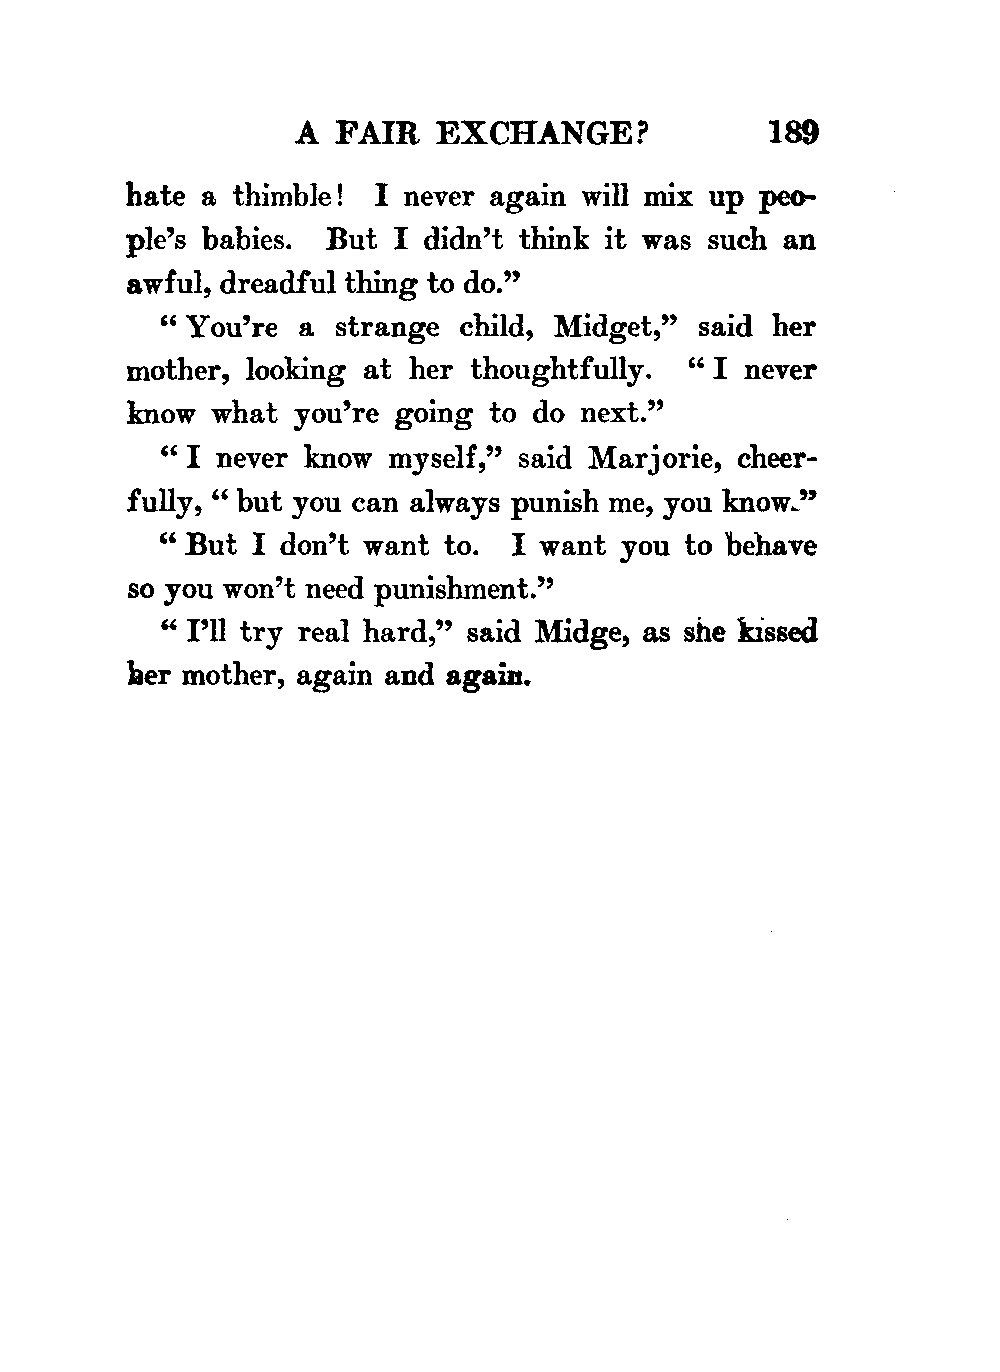 A FAIR EXCHANGE? 189
hate a thimble! I never again will mix up peo-
ple's babies. But I didn't think it was such an
awful, dreadful thing to do."
"You're a strange child, Midget," said her
mother, looking at her thoughtfully. "I never
know what you're going to do next."
"I never know myself," said Marjorie, cheer-
fully, "but you can always punish me, you know."
"But I don't want to. I want you to behave
so you won't need punishment."
"I'll try real hard," said Midge, as she kissed
her mother, again and again.